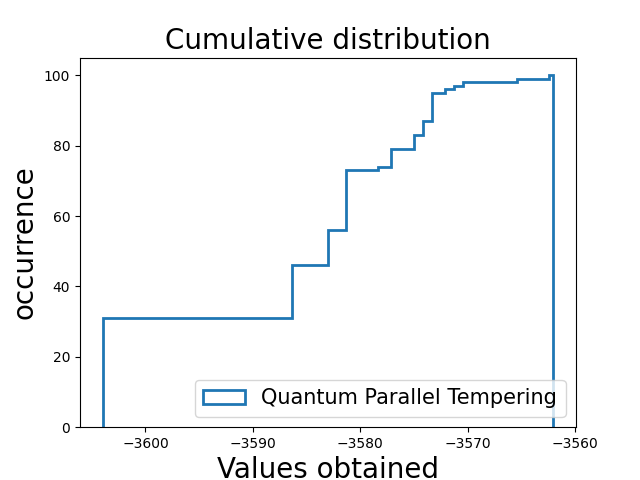 Cumulative distribution
occurrence
100
80
60
40
20
0
Quantum Parallel Tempering
−3600 −3590 −3580 −3570 −3560
Values obtained